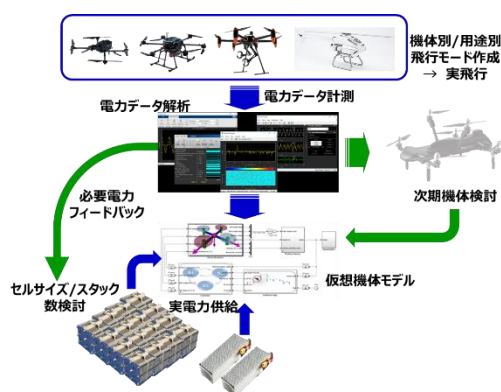 機体別/用途別
飛行モード作成
→ 実飛行
電力データ解析
電力データ計測
必要電力
フィードバック
次期機体検討
セルサイズ/スタック
数検討
実電力供給
仮想機体モデル